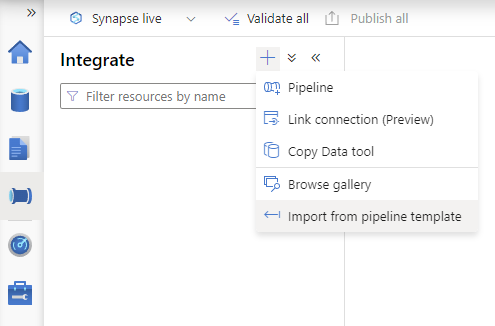 Synapse live
Validate all
Publish all
Integrate
Filter resources by name
Pipeline
Link connection (Preview)
Copy Data tool
Browse gallery
Import from pipeline template